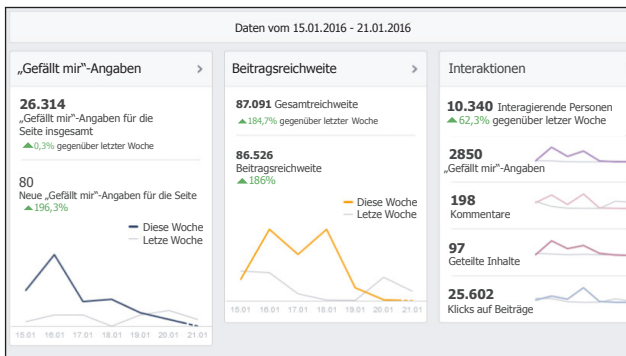 Daten vom 15.01.2016 - 21.01.2016
„Gefällt mir“-Angaben >
26.314
„Gefällt mir“-Angaben für die
Seite insgesamt
▲0,3% gegenüber letzter Woche
80
Neue „Gefällt mir“-Angaben für die Seite
▲196,3%
Diese Woche
Letze Woche
15.01 16.01 17.01 18.01 19.01 20.01 21.01
Beitragsreichweite >
87.091 Gesamtreichweite
▲184,7% gegenüber letzter Woche
86.526
Beitragsreichweite
▲186%
Diese Woche
Letze Woche
15.01 16.01 17.01 18.01 19.01 20.01 21.01
Interaktionen
10.340 Interagierende Personen
▲62,3% gegenüber letzer Woche
2850
„Gefällt mir“-Angaben
198
Kommentare
97
Geteilte Inhalte
25.602
Klicks auf Beiträge